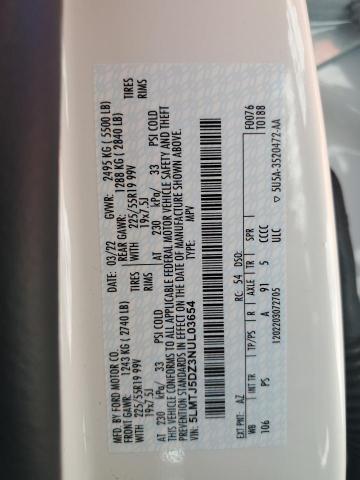 MFD. BY FORD MOTOR CO.
DATE: 03/22 GVWR: 2495 KG (5500 LB)
FRONT GAWR: 1243 KG (2740 LB) REAR GAWR: 1288 KG (2840 LB)
WITH 225/55R19 99V TIRES WITH 225/55R19 99V TIRES
19x7.5J RIMS 19x7.5J RIMS
AT 230 kPa/ 33 PSI COLD AT 230 kPa/ 33 PSI COLD
THIS VEHICLE CONFORMS TO ALL APPLICABLE FEDERAL MOTOR VEHICLE SAFETY AND THEFT
PREVENTION STANDARDS IN EFFECT ON THE DATE OF MANUFACTURE SHOWN ABOVE.
VIN: 5LMTJ5DZ3NUL03654 TYPE: MPV
F0076
T0188
EXT PNT: AZ RC: 54 DSO:
WB INT TR TP/PS R AXLE TR SPR
106 PS A 91 5 CCCC
ULC
1202203072705 5U5A-3520472-AA